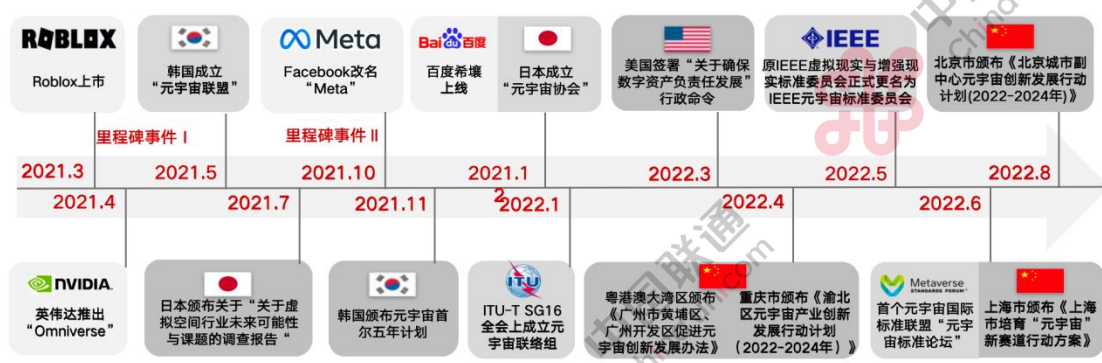 ROBLOX
Roblox上市
韩国成立
“元宇宙联盟”
Meta
Facebook改名
“Meta”
Bai百度
百度希壤
上线
日本成立
“元宇宙协会”
美国签署“关于确保
数字资产负责任发展”
行政命令
IEEE
原IEEE虚拟现实与增强现
实标准委员会正式更名为
IEEE元宇宙标准委员会
北京市颁布《北京城市副
中心元宇宙创新发展行动
计划(2022-2024年)》
里程碑事件 I
里程碑事件 II
2021.3
2021.5
2021.10
2021.1
2
2022.3
2022.5
2022.8
2021.4
2021.7
2021.11
2022.1
2022.4
2022.6
NVIDIA.
英伟达推出
“Omniverse”
日本颁布关于“关于虚
拟空间行业未来可能性
与课题的调查报告“
韩国颁布元宇宙首
尔五年计划
ITU
ITU-T SG16
全会上成立元
宇宙联络组
粤港澳大湾区颁布
《广州市黄埔区、
广州开发区促进元
宇宙创新发展办法》
重庆市颁布《渝北
区元宇宙产业创新
发展行动计划
（2022-2024年）》
Metaverse
STANDARDS FORUM™
首个元宇宙国际
标准联盟“元宇
宙标准论坛”
上海市颁布《上海
市培育“元宇宙”
新赛道行动方案》
中国联通